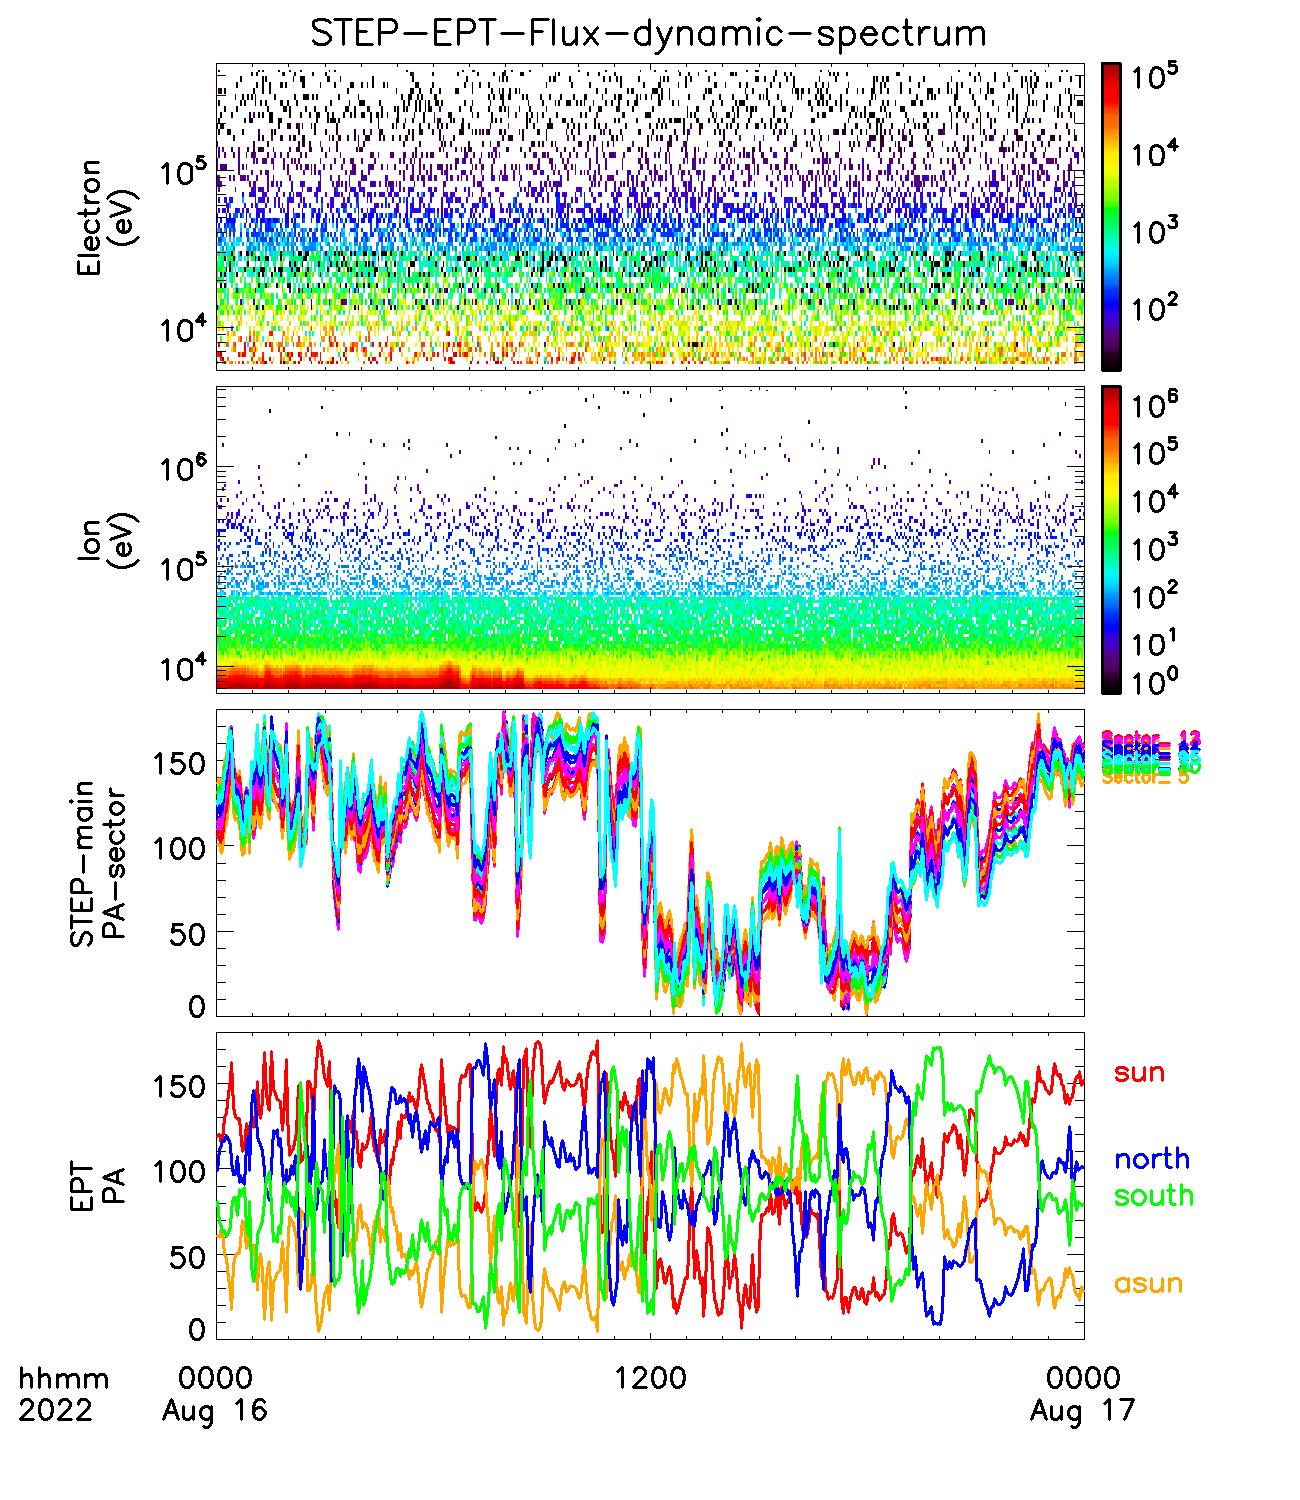 STEP-EPT-Flux-dynamic-spectrum
Electron
(eV)
10^5
10^4
10^5
10^4
10^3
10^2
Ion
(eV)
10^6
10^5
10^4
10^6
10^5
10^4
10^3
10^2
10^1
10^0
STEP-main
PA-sector
150
100
50
0
Sector_ 5
EPT
PA
150
100
50
0
sun
north
south
asun
hhmm 0000 1200 0000
2022 Aug 16 Aug 17